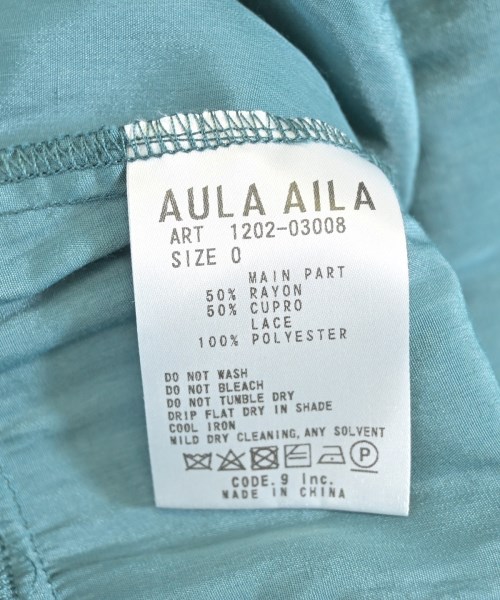 AULA AILA
ART 1202-03008
SIZE 0
MAIN PART
50% RAYON
50% CUPRO
LACE
100% POLYESTER
DO NOT WASH
DO NOT BLEACH
DO NOT TUMBLE DRY
DRIP FLAT DRY IN SHADE
COOL IRON
MILD DRY CLEANING, ANY SOLVENT
P
CODE.9 Inc.
MADE IN CHINA